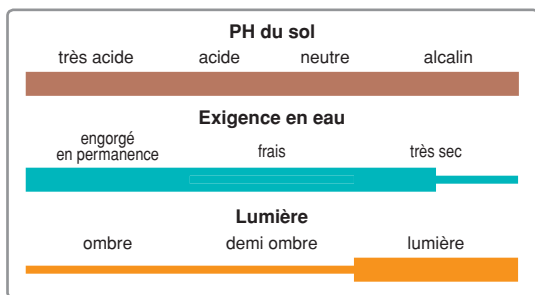 PH du sol
très acide acide neutre alcalin
Exigence en eau
engorgé
en permanence frais très sec
Lumière
ombre demi ombre lumière